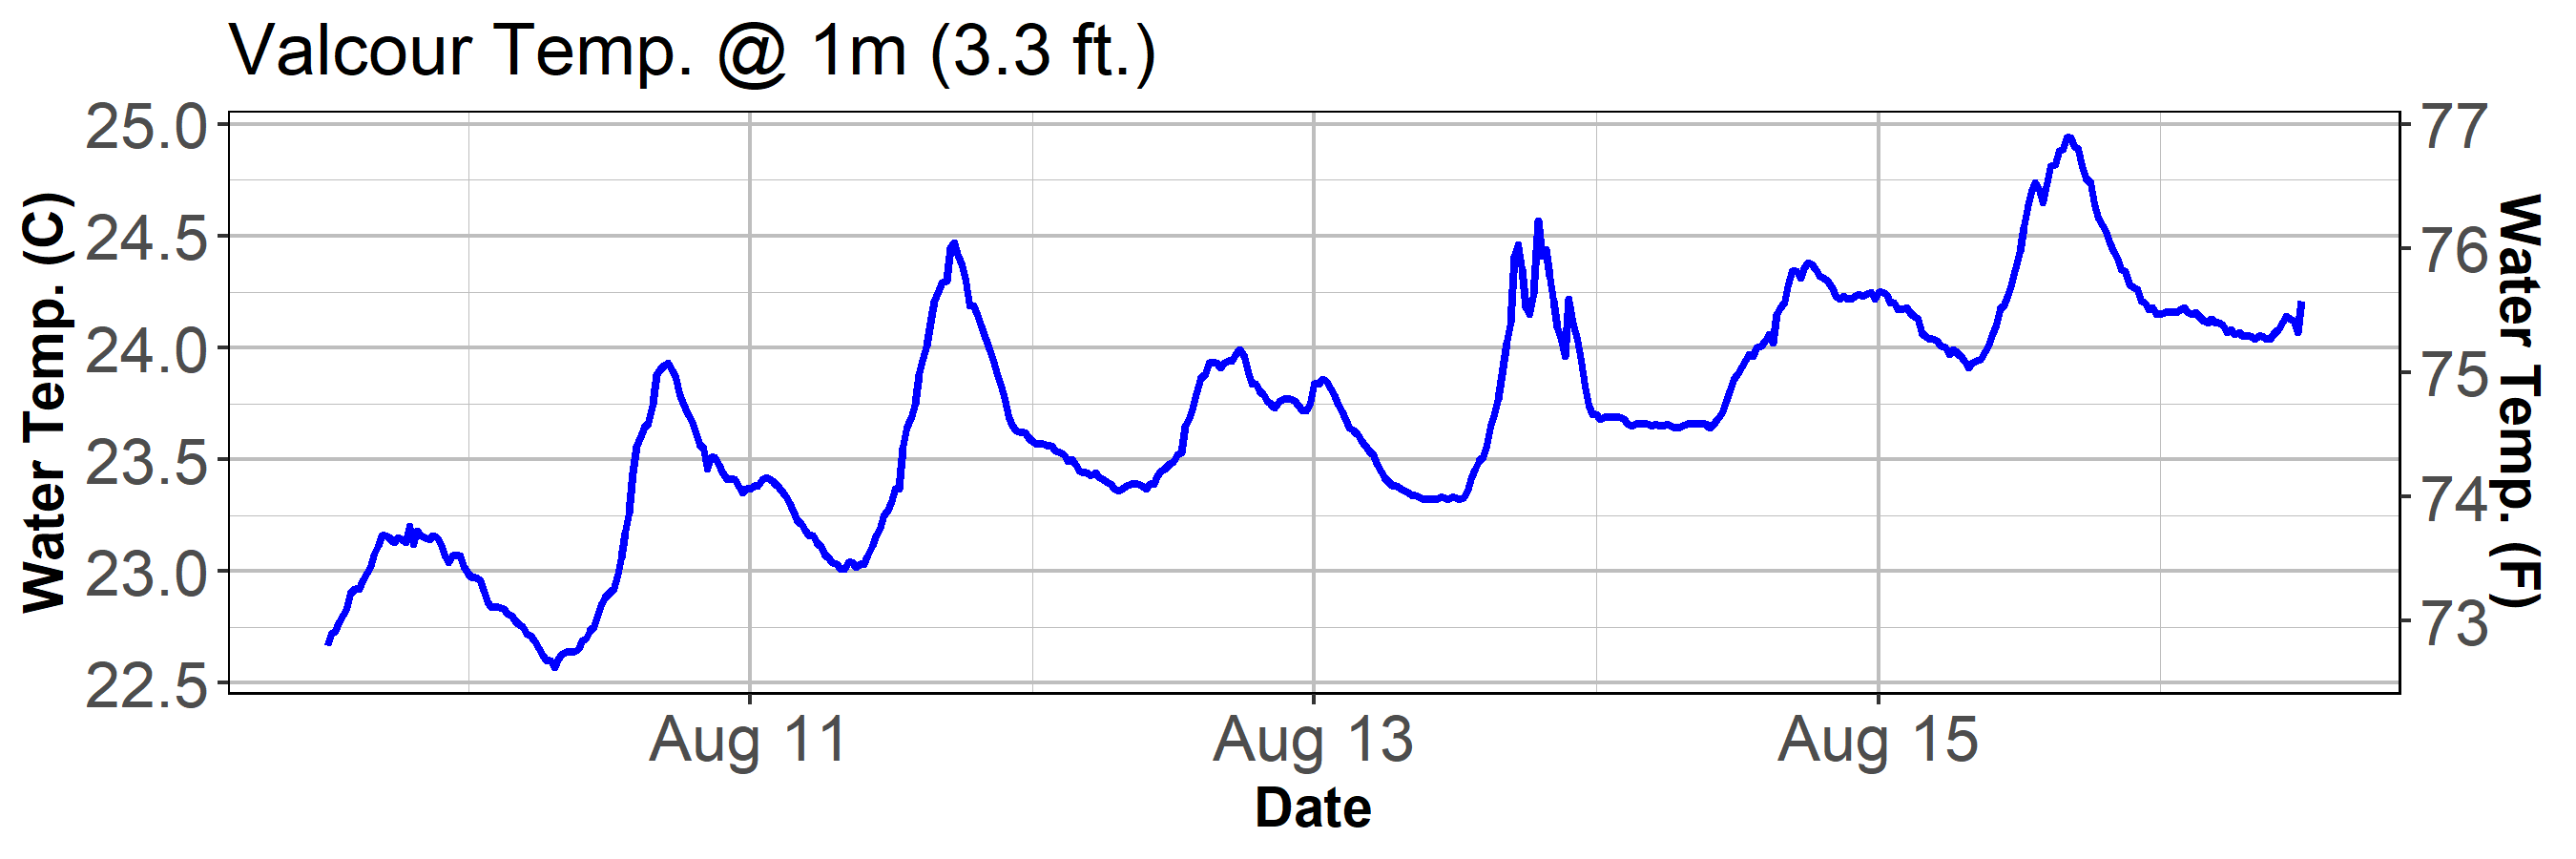 Valcour Temp. @ 1m (3.3 ft.)
Water Temp. (C)
25.0
24.5
24.0
23.5
23.0
22.5
77
76
75
74
73
Water Temp. (F)
Aug 11
Aug 13
Aug 15
Date